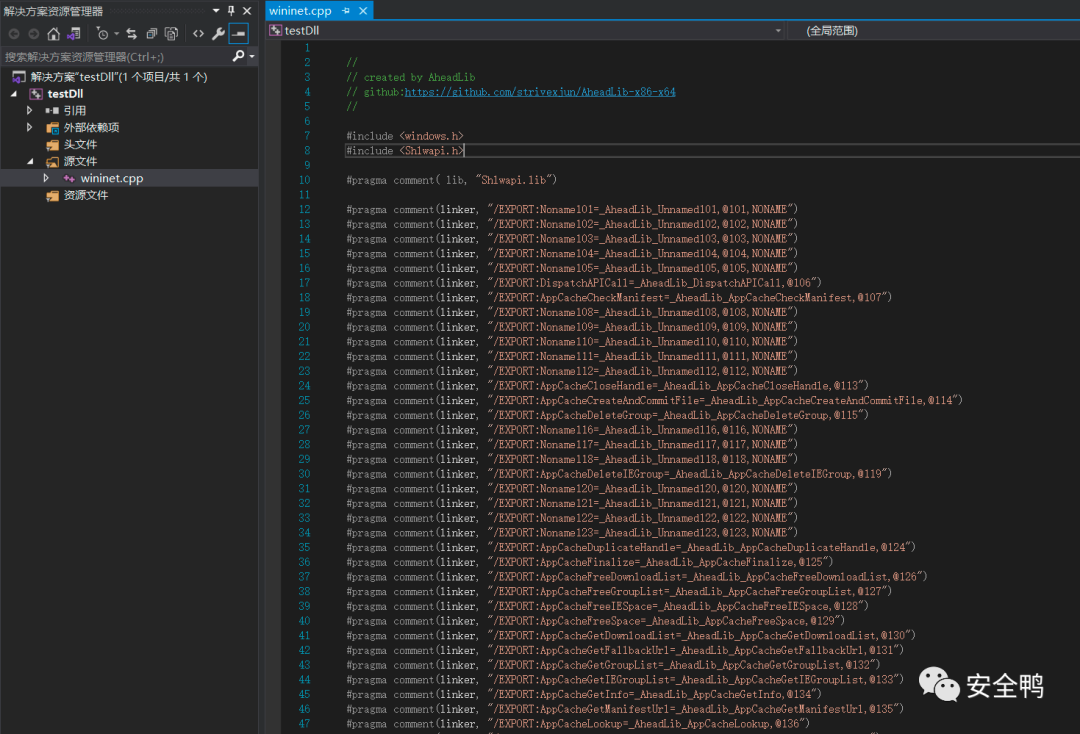 解决方案资源管理器
搜索解决方案资源管理器(Ctrl+;)
解决方案"testDll"(1 个项目/共 1 个)
testDll
引用
外部依赖项
头文件
源文件
wininet.cpp
资源文件
wininet.cpp
testDll
(全局范围)
1
2 //
3 // created by AheadLib
4 // github:https://github.com/strivexjun/AheadLib-x86-x64
5 //
6
7 #include <windows.h>
8 #include <Shlwapi.h>
9
10 #pragma comment( lib, "Shlwapi.lib")
11
12 #pragma comment(linker, "/EXPORT:Noname101=_AheadLib_Unnamed101,@101,NONAME")
13 #pragma comment(linker, "/EXPORT:Noname102=_AheadLib_Unnamed102,@102,NONAME")
14 #pragma comment(linker, "/EXPORT:Noname103=_AheadLib_Unnamed103,@103,NONAME")
15 #pragma comment(linker, "/EXPORT:Noname104=_AheadLib_Unnamed104,@104,NONAME")
16 #pragma comment(linker, "/EXPORT:Noname105=_AheadLib_Unnamed105,@105,NONAME")
17 #pragma comment(linker, "/EXPORT:DispatchAPICall=_AheadLib_DispatchAPICall,@106")
18 #pragma comment(linker, "/EXPORT:AppCacheCheckManifest=_AheadLib_AppCacheCheckManifest,@107")
19 #pragma comment(linker, "/EXPORT:Noname108=_AheadLib_Unnamed108,@108,NONAME")
20 #pragma comment(linker, "/EXPORT:Noname109=_AheadLib_Unnamed109,@109,NONAME")
21 #pragma comment(linker, "/EXPORT:Noname110=_AheadLib_Unnamed110,@110,NONAME")
22 #pragma comment(linker, "/EXPORT:Noname111=_AheadLib_Unnamed111,@111,NONAME")
23 #pragma comment(linker, "/EXPORT:Noname112=_AheadLib_Unnamed112,@112,NONAME")
24 #pragma comment(linker, "/EXPORT:AppCacheCloseHandle=_AheadLib_AppCacheCloseHandle,@113")
25 #pragma comment(linker, "/EXPORT:AppCacheCreateAndCommitFile=_AheadLib_AppCacheCreateAndCommitFile,@114")
26 #pragma comment(linker, "/EXPORT:AppCacheDeleteGroup=_AheadLib_AppCacheDeleteGroup,@115")
27 #pragma comment(linker, "/EXPORT:Noname116=_AheadLib_Unnamed116,@116,NONAME")
28 #pragma comment(linker, "/EXPORT:Noname117=_AheadLib_Unnamed117,@117,NONAME")
29 #pragma comment(linker, "/EXPORT:Noname118=_AheadLib_Unnamed118,@118,NONAME")
30 #pragma comment(linker, "/EXPORT:AppCacheDeleteIEGroup=_AheadLib_AppCacheDeleteIEGroup,@119")
31 #pragma comment(linker, "/EXPORT:Noname120=_AheadLib_Unnamed120,@120,NONAME")
32 #pragma comment(linker, "/EXPORT:Noname121=_AheadLib_Unnamed121,@121,NONAME")
33 #pragma comment(linker, "/EXPORT:Noname122=_AheadLib_Unnamed122,@122,NONAME")
34 #pragma comment(linker, "/EXPORT:Noname123=_AheadLib_Unnamed123,@123,NONAME")
35 #pragma comment(linker, "/EXPORT:AppCacheDuplicateHandle=_AheadLib_AppCacheDuplicateHandle,@124")
36 #pragma comment(linker, "/EXPORT:AppCacheFinalize=_AheadLib_AppCacheFinalize,@125")
37 #pragma comment(linker, "/EXPORT:AppCacheFreeDownloadList=_AheadLib_AppCacheFreeDownloadList,@126")
38 #pragma comment(linker, "/EXPORT:AppCacheFreeGroupList=_AheadLib_AppCacheFreeGroupList,@127")
39 #pragma comment(linker, "/EXPORT:AppCacheFreeIESpace=_AheadLib_AppCacheFreeIESpace,@128")
40 #pragma comment(linker, "/EXPORT:AppCacheFreeSpace=_AheadLib_AppCacheFreeSpace,@129")
41 #pragma comment(linker, "/EXPORT:AppCacheGetDownloadList=_AheadLib_AppCacheGetDownloadList,@130")
42 #pragma comment(linker, "/EXPORT:AppCacheGetFallbackUrl=_AheadLib_AppCacheGetFallbackUrl,@131")
43 #pragma comment(linker, "/EXPORT:AppCacheGetGroupList=_AheadLib_AppCacheGetGroupList,@132")
44 #pragma comment(linker, "/EXPORT:AppCacheGetIEGroupList=_AheadLib_AppCacheGetIEGroupList,@133")
45 #pragma comment(linker, "/EXPORT:AppCacheGetInfo=_AheadLib_AppCacheGetInfo,@134")
46 #pragma comment(linker, "/EXPORT:AppCacheGetManifestUrl=_AheadLib_AppCacheGetManifestUrl,@135")
47 #pragma comment(linker, "/EXPORT:AppCacheLookup=_AheadLib_AppCacheLookup,@136")
安全鸭